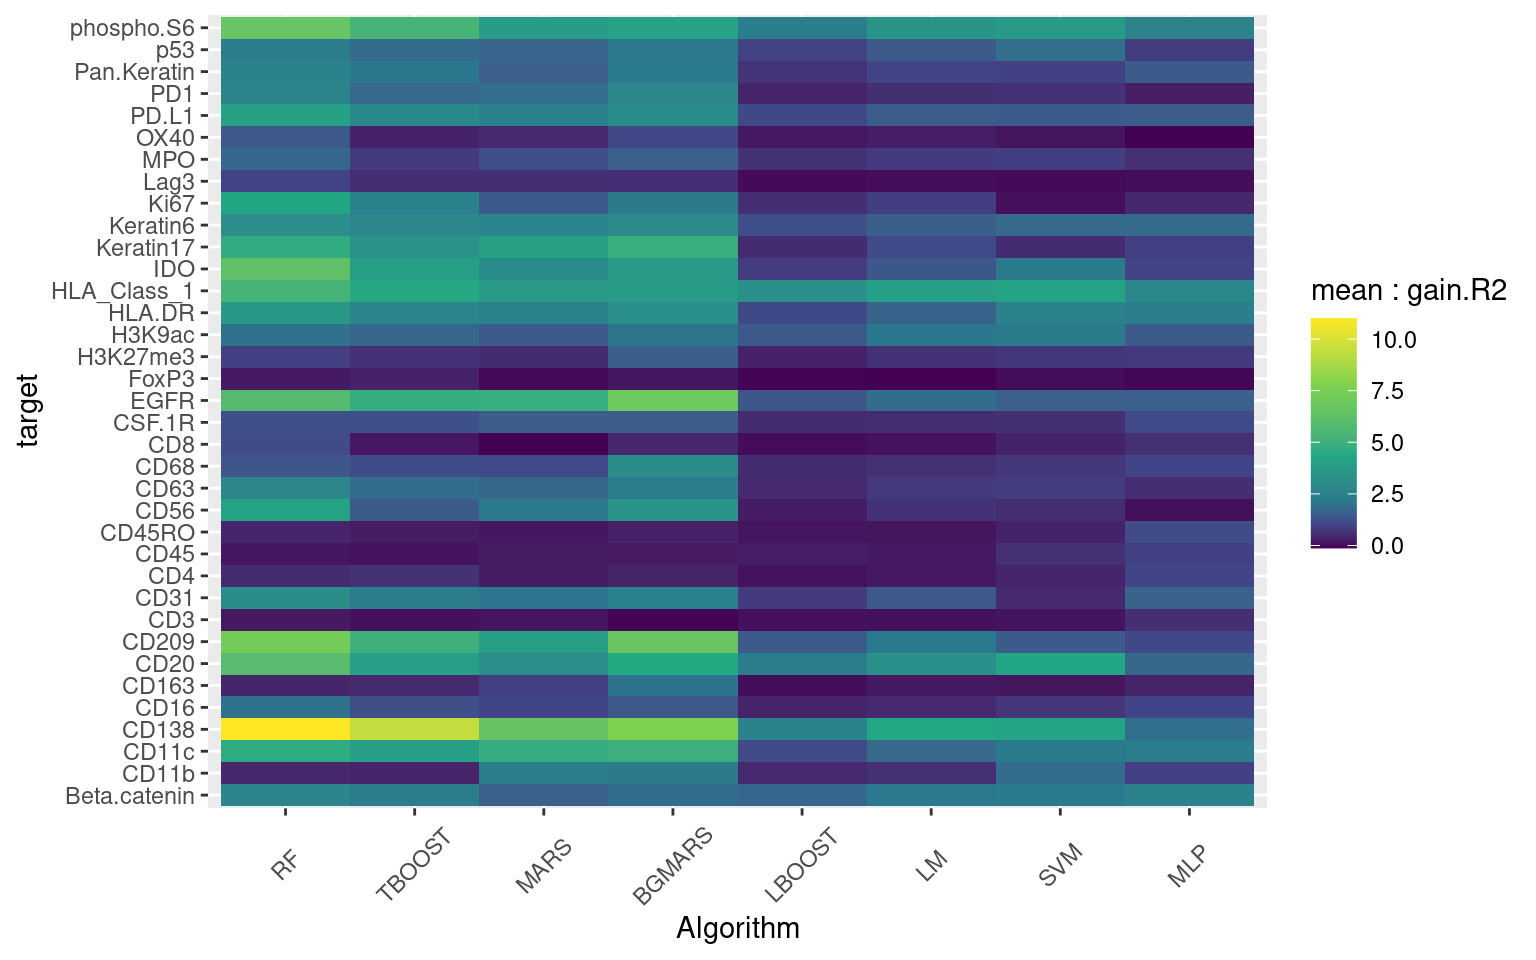 phospho.S6
p53
Pan.Keratin
PD1
PD.L1
OX40
MPO
Lag3
Ki67
Keratin6
Keratin17
IDO
HLA_Class_1
HLA.DR
H3K9ac
H3K27me3
FoxP3
EGFR
CSF.1R
CD8
CD68
CD63
CD56
CD45RO
CD45
CD4
CD31
CD3
CD209
CD20
CD163
CD16
CD138
CD11c
CD11b
Beta.catenin
target
RF TBOOST MARS BGMARS LBOOST LM SVM MLP
Algorithm
mean : gain.R2
10.0
7.5
5.0
2.5
0.0